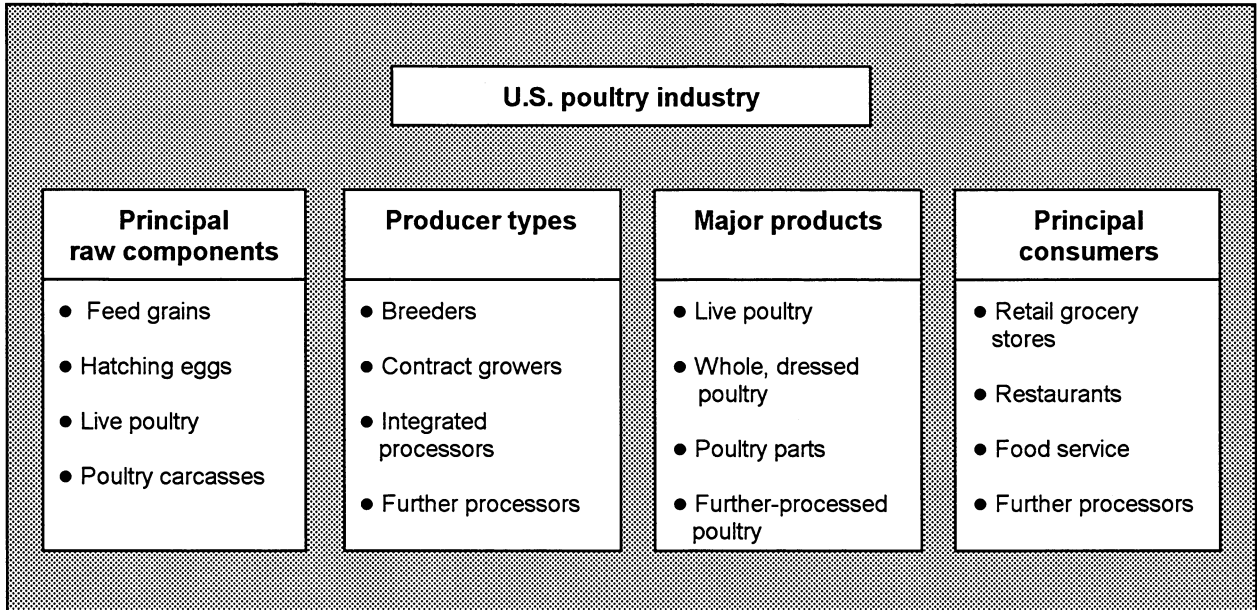 U.S. poultry industry
Principal
raw components
● Feed grains
● Hatching eggs
● Live poultry
● Poultry carcasses
Producer types
● Breeders
● Contract growers
● Integrated
processors
● Further processors
Major products
● Live poultry
● Whole, dressed
poultry
● Poultry parts
● Further-processed
poultry
Principal
consumers
● Retail grocery
stores
● Restaurants
● Food service
● Further processors